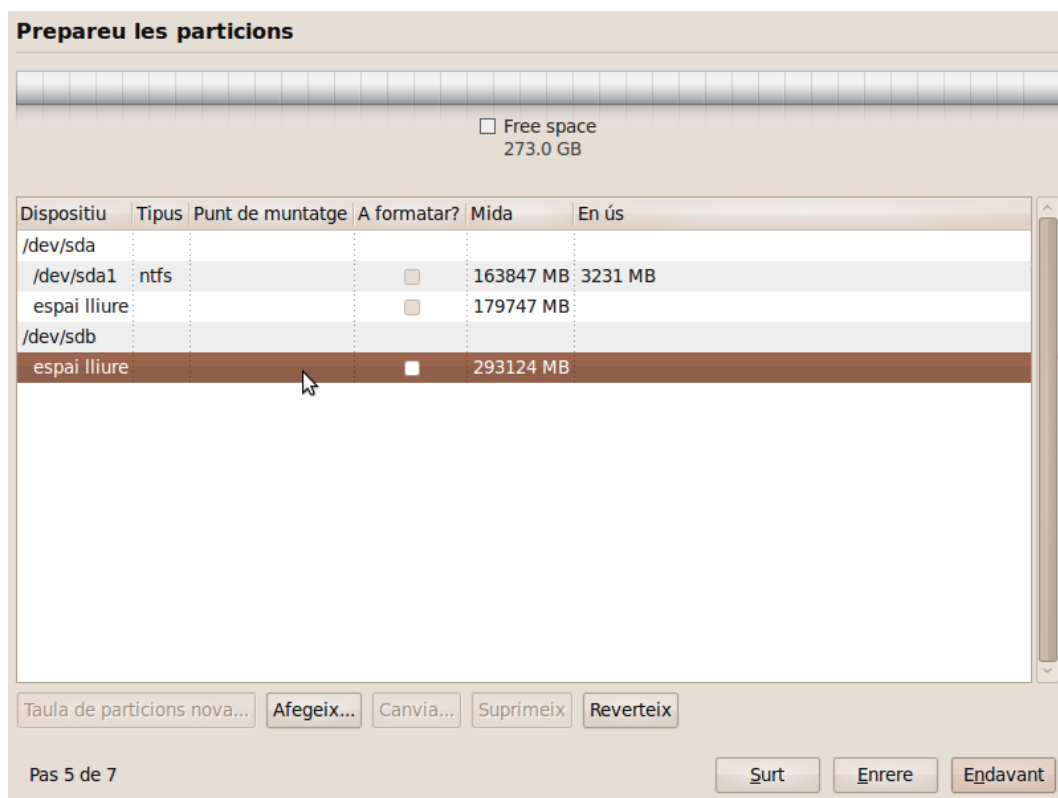 Prepareu les particions
Free space
273.0 GB
Dispositiu Tipus Punt de muntatge A formatar? Mida En ús
/dev/sda
/dev/sda1 ntfs 163847 MB 3231 MB
espai lliure 179747 MB
/dev/sdb
espai lliure 293124 MB
Taula de particions nova... Afegeix... Canvia... Suprimeix Reverteix
Pas 5 de 7 Surt Enrere Endavant